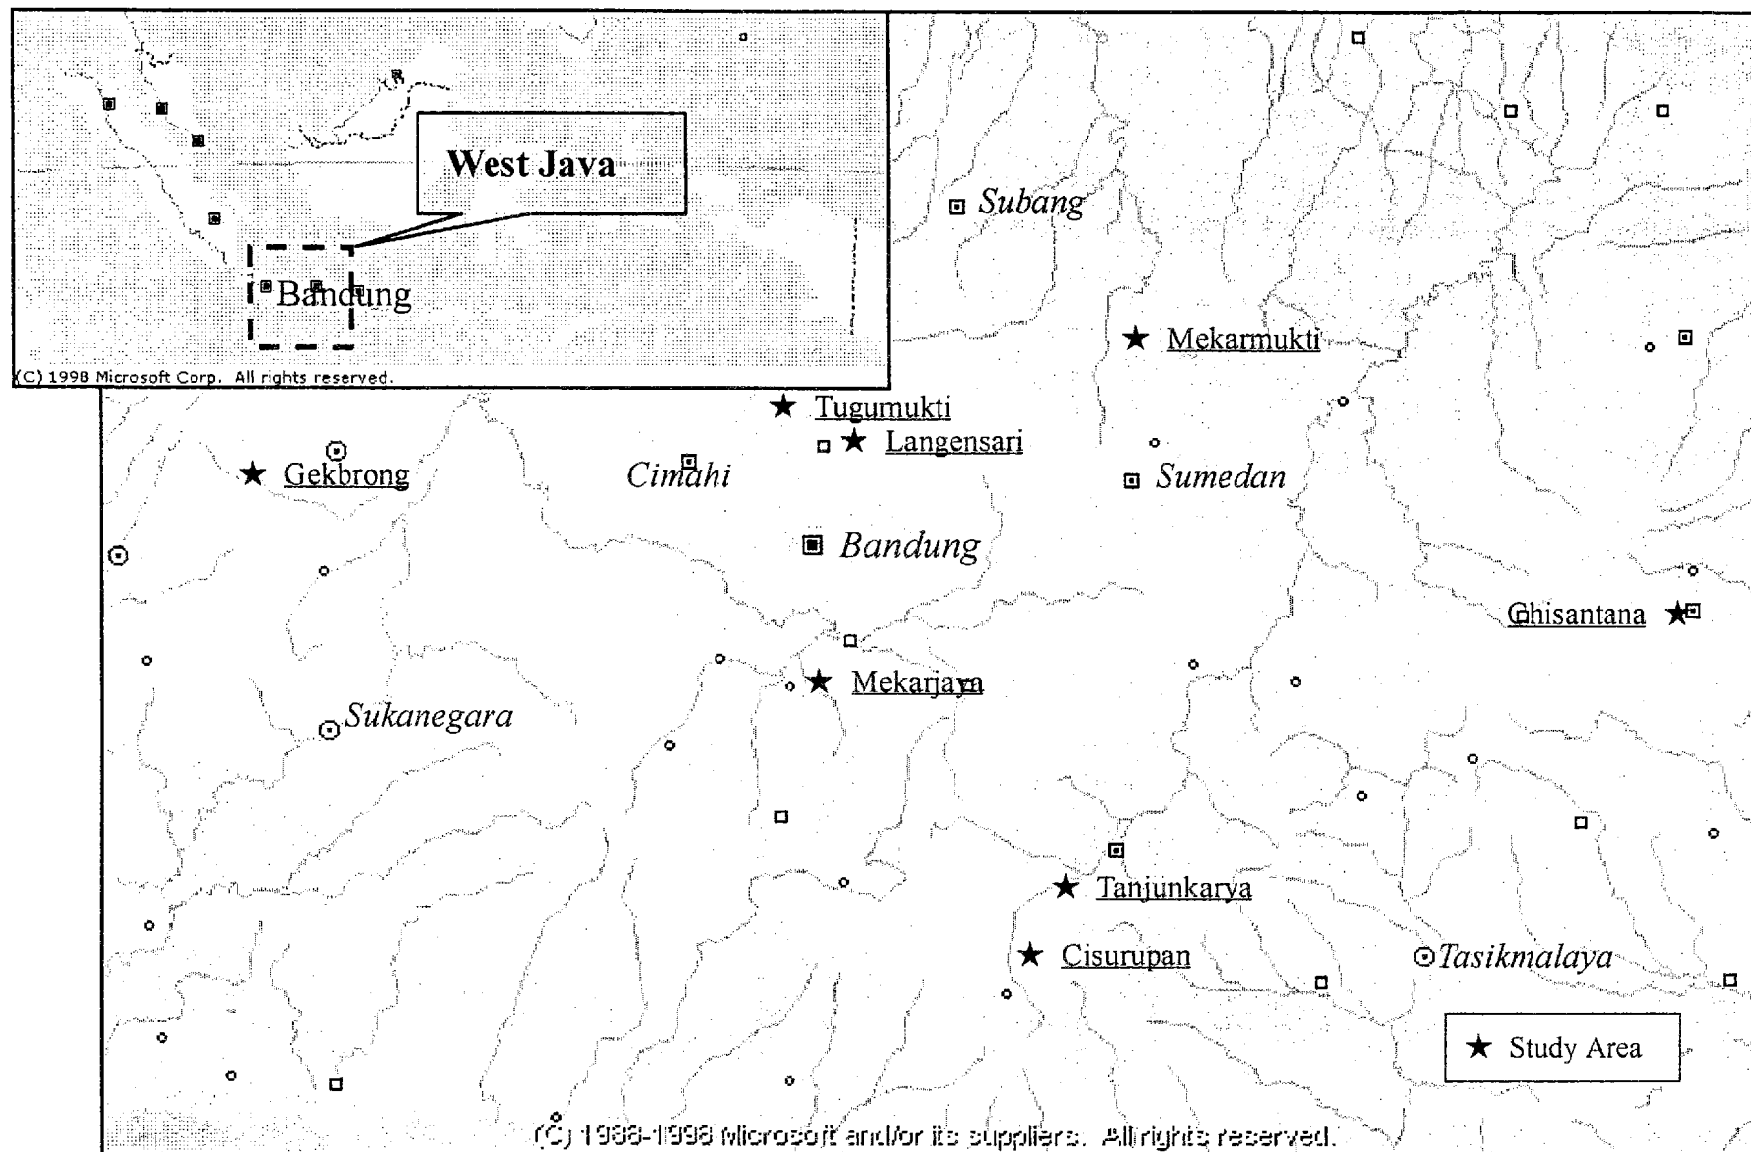 West Java
Bandung
(C) 1998 Microsoft Corp. All rights reserved.
Subang
Mekarmukti
Tugumukti
Langensari
Gekbrong
Cimahi
Sumedan
Bandung
Chisantana
Mekarjaya
Sukanegara
Tanjunkarya
Cisurupan
Tasikmalaya
★ Study Area
(C) 1988-1998 Microsoft and/or its suppliers. All rights reserved.